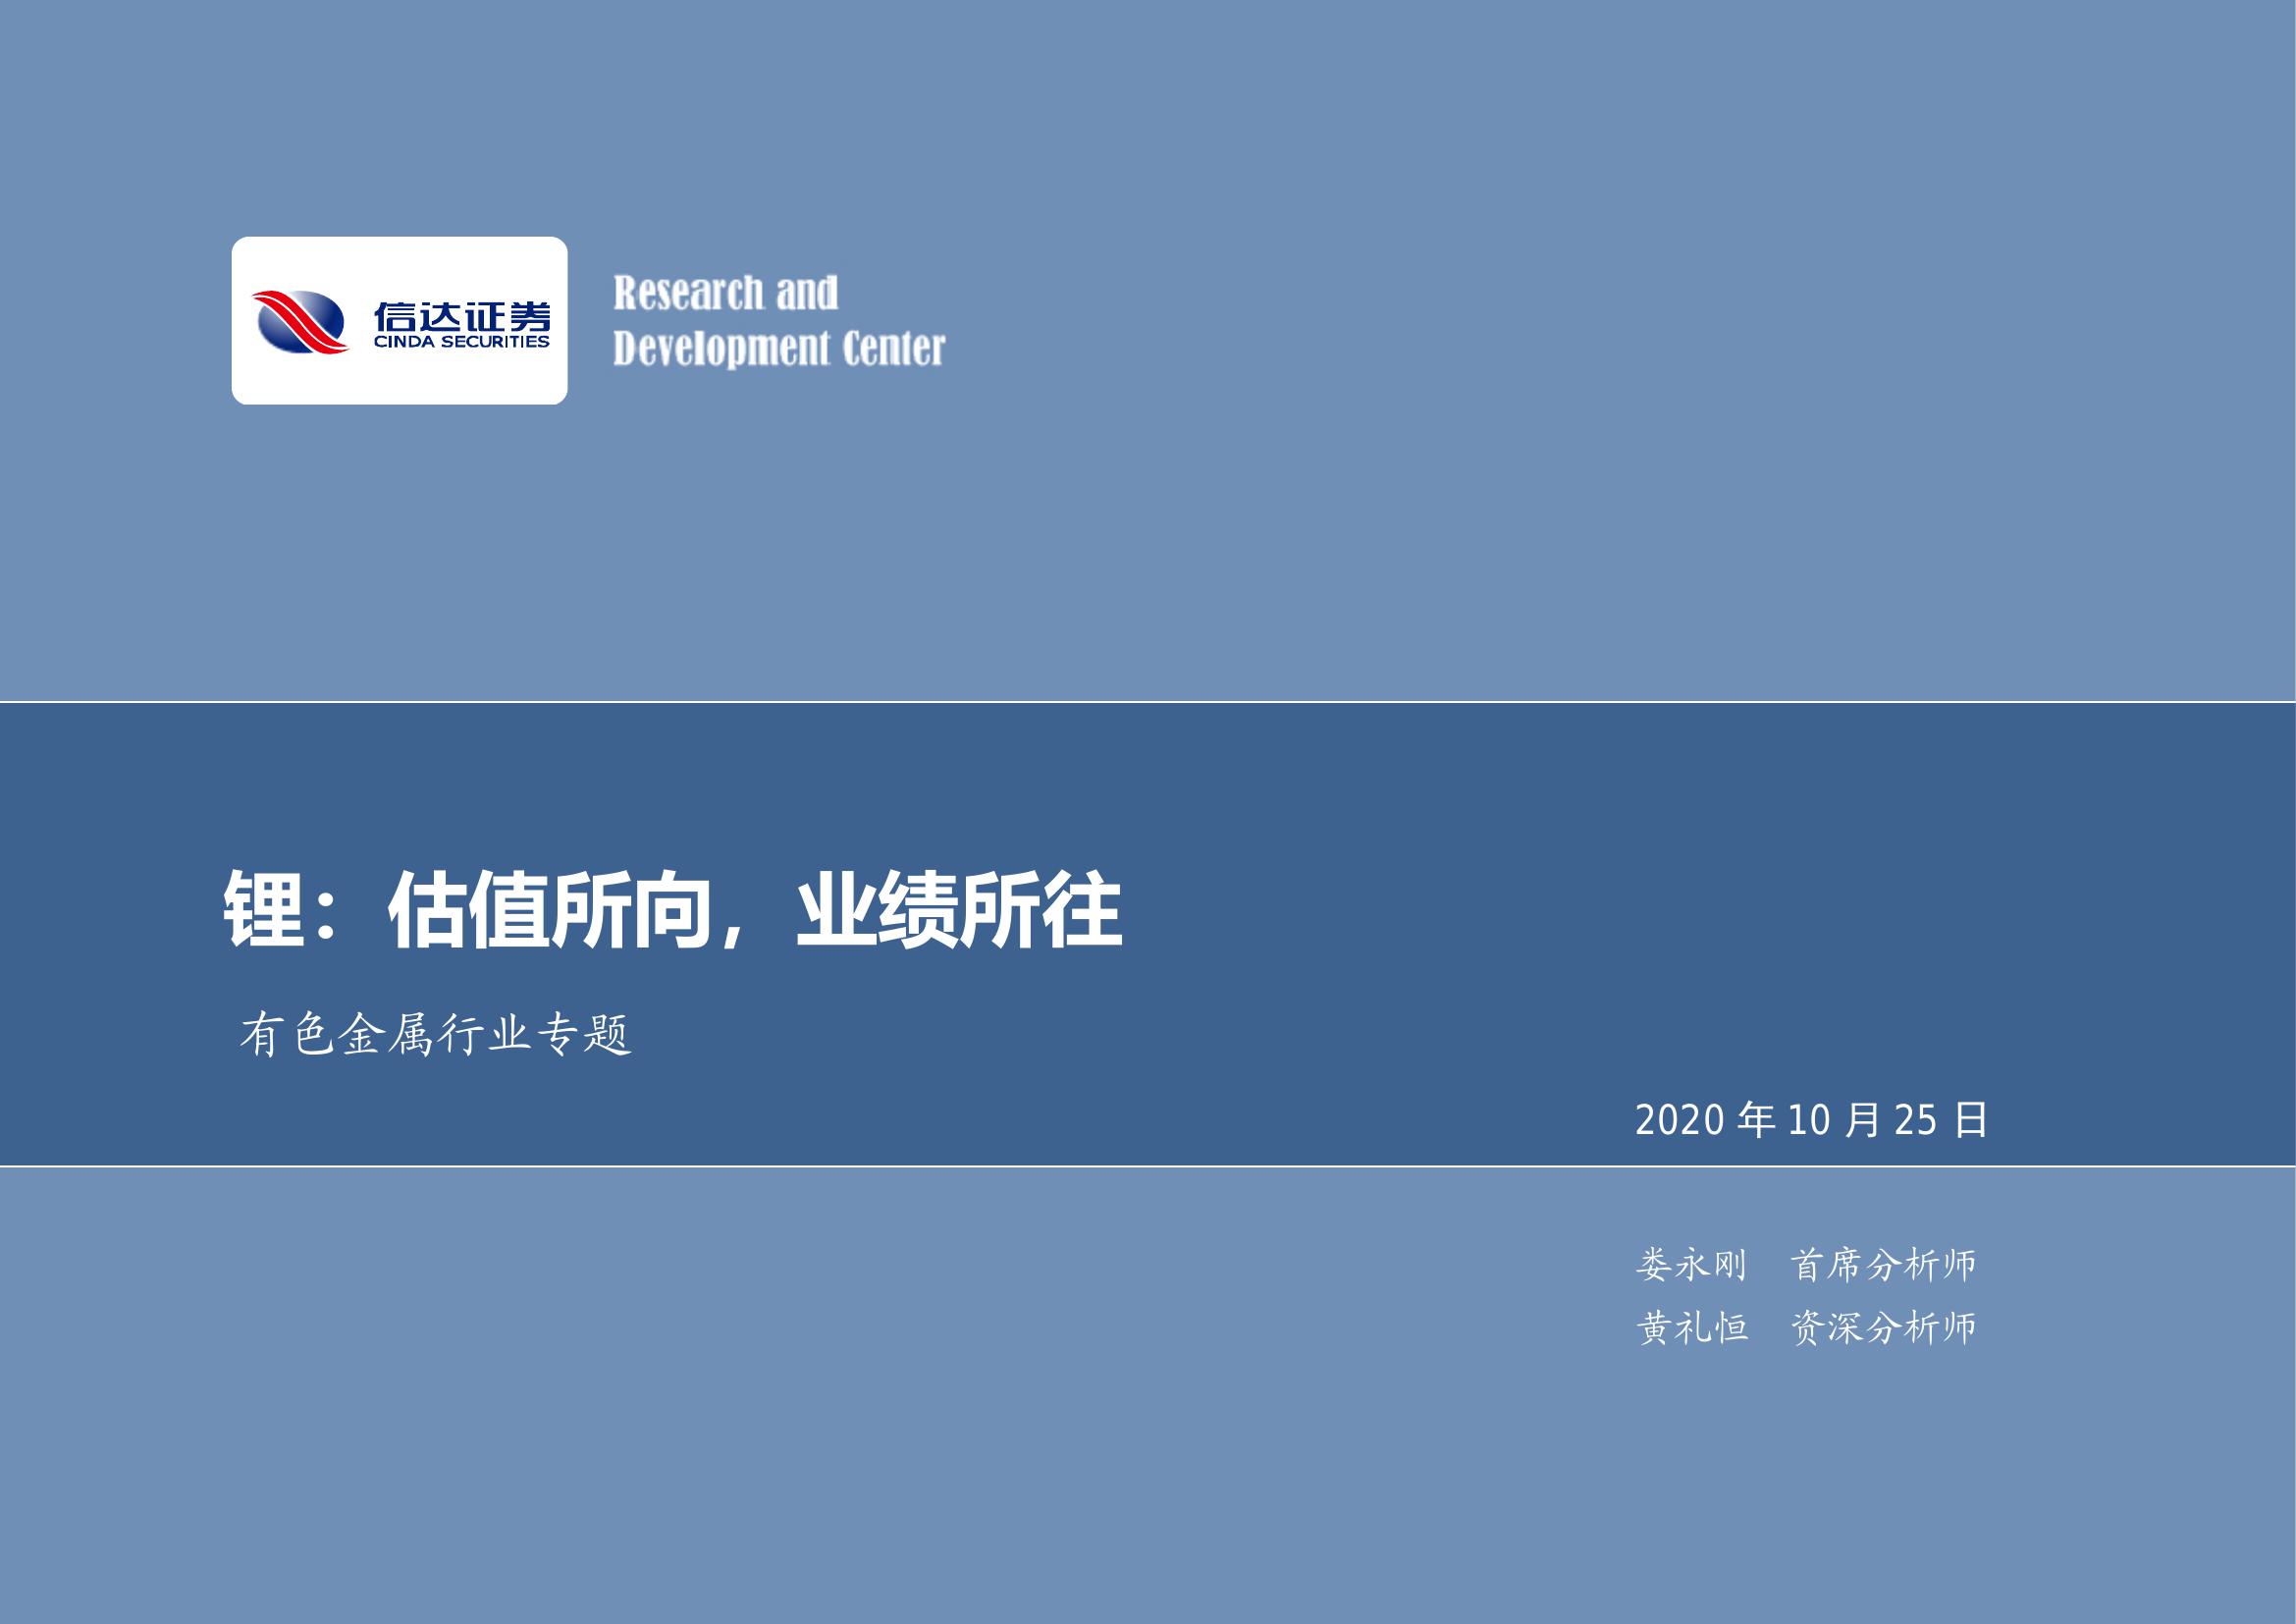 信达证券
CINDA SECURITIES
Research and
Development Center
锂：估值所向，业绩所往
有色金属行业专题
2020 年 10 月 25 日
娄永刚 首席分析师
黄礼恒 资深分析师